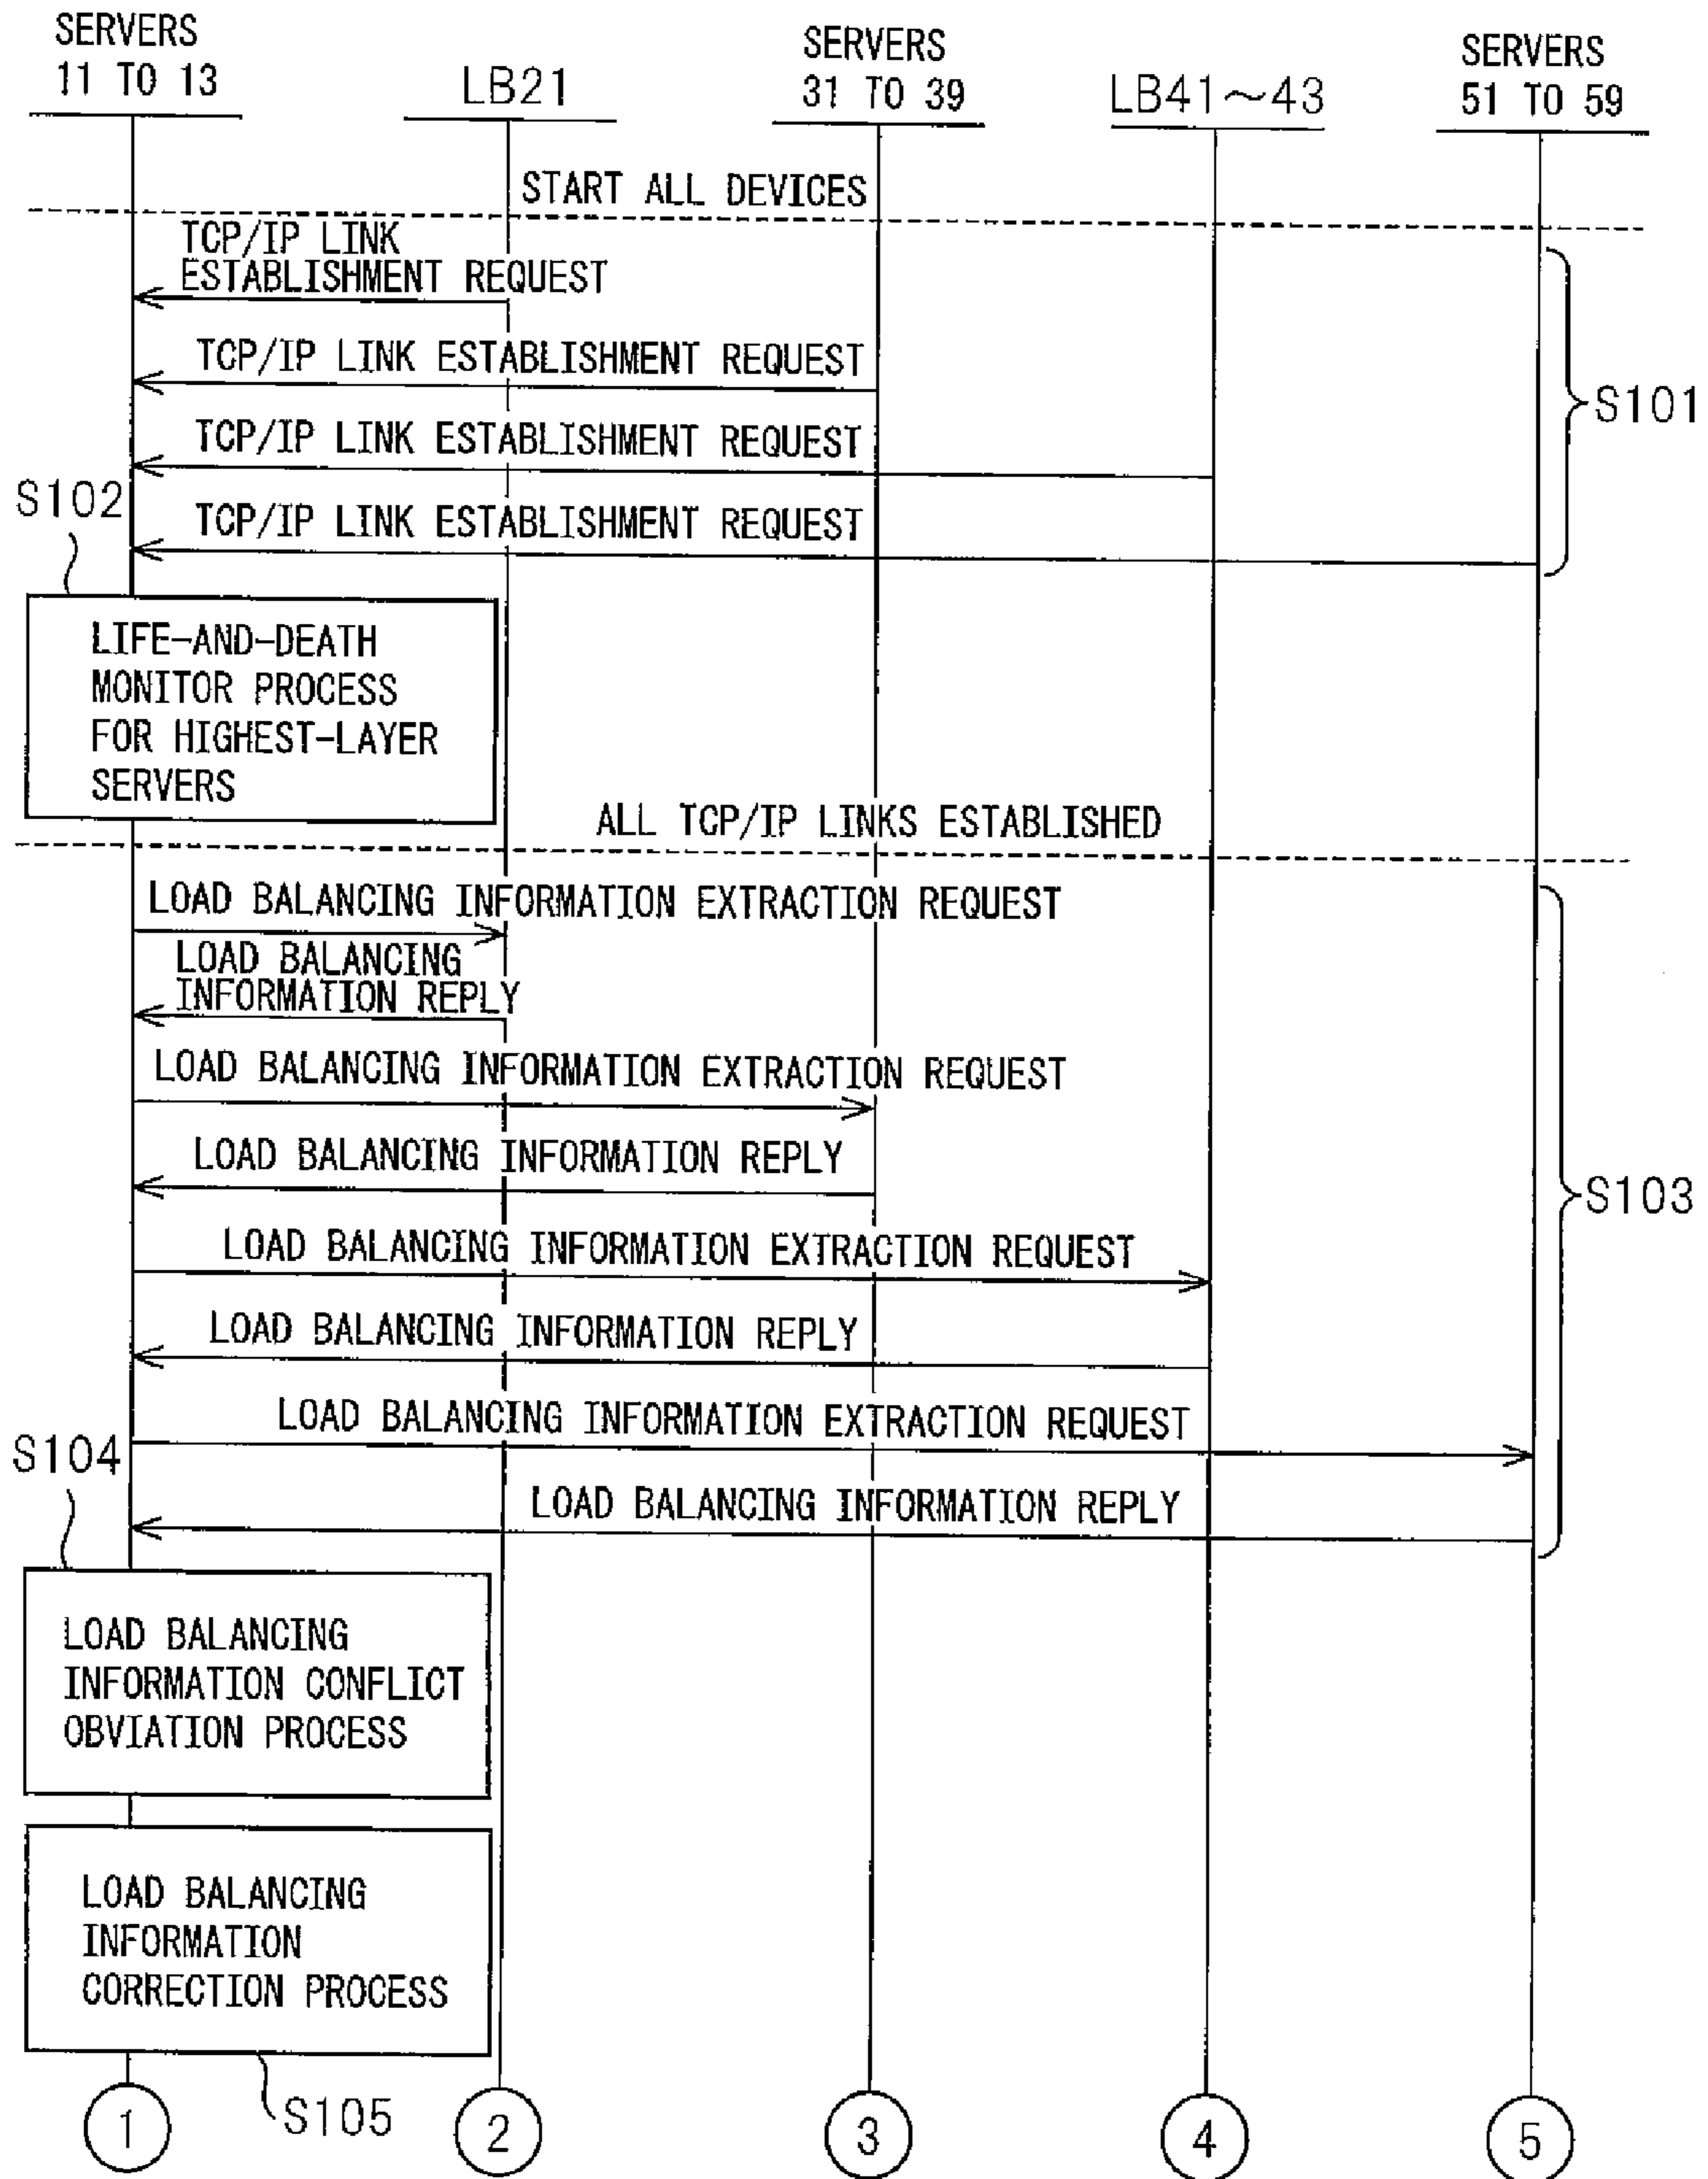 SERVERS
11 TO 13
LB21
SERVERS
31 TO 39
LB41～43
SERVERS
51 TO 59
START ALL DEVICES
TCP/IP LINK
ESTABLISHMENT REQUEST
TCP/IP LINK ESTABLISHMENT REQUEST
S101
TCP/IP LINK ESTABLISHMENT REQUEST
S102
TCP/IP LINK ESTABLISHMENT REQUEST
LIFE-AND-DEATH
MONITOR PROCESS
FOR HIGHEST-LAYER
SERVERS
ALL TCP/IP LINKS ESTABLISHED
LOAD BALANCING INFORMATION EXTRACTION REQUEST
LOAD BALANCING
INFORMATION REPLY
LOAD BALANCING INFORMATION EXTRACTION REQUEST
LOAD BALANCING INFORMATION REPLY
S103
LOAD BALANCING INFORMATION EXTRACTION REQUEST
LOAD BALANCING INFORMATION REPLY
LOAD BALANCING INFORMATION EXTRACTION REQUEST
S104
LOAD BALANCING INFORMATION REPLY
LOAD BALANCING
INFORMATION CONFLICT
OBVIATION PROCESS
LOAD BALANCING
INFORMATION
CORRECTION PROCESS
S105
1
2
3
4
5